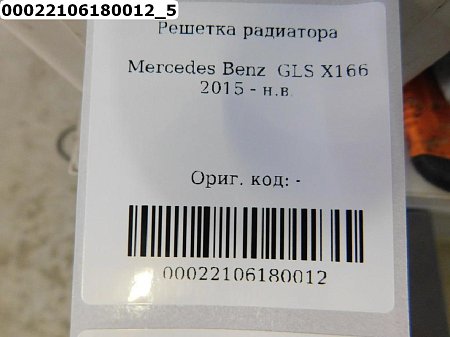 00022106180012_5
Решетка радиатора
Mercedes Benz GLS X166
2015 - н.в.
Ориг. код: -
00022106180012